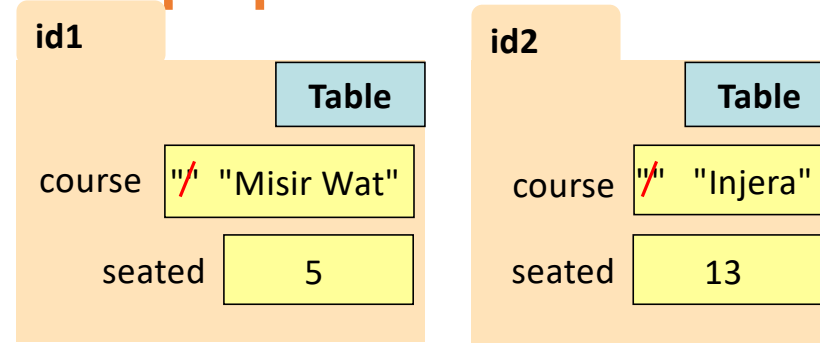 id1
Table
course "" "Misir Wat"
seated 5
id2
Table
course "" "Injera"
seated 13